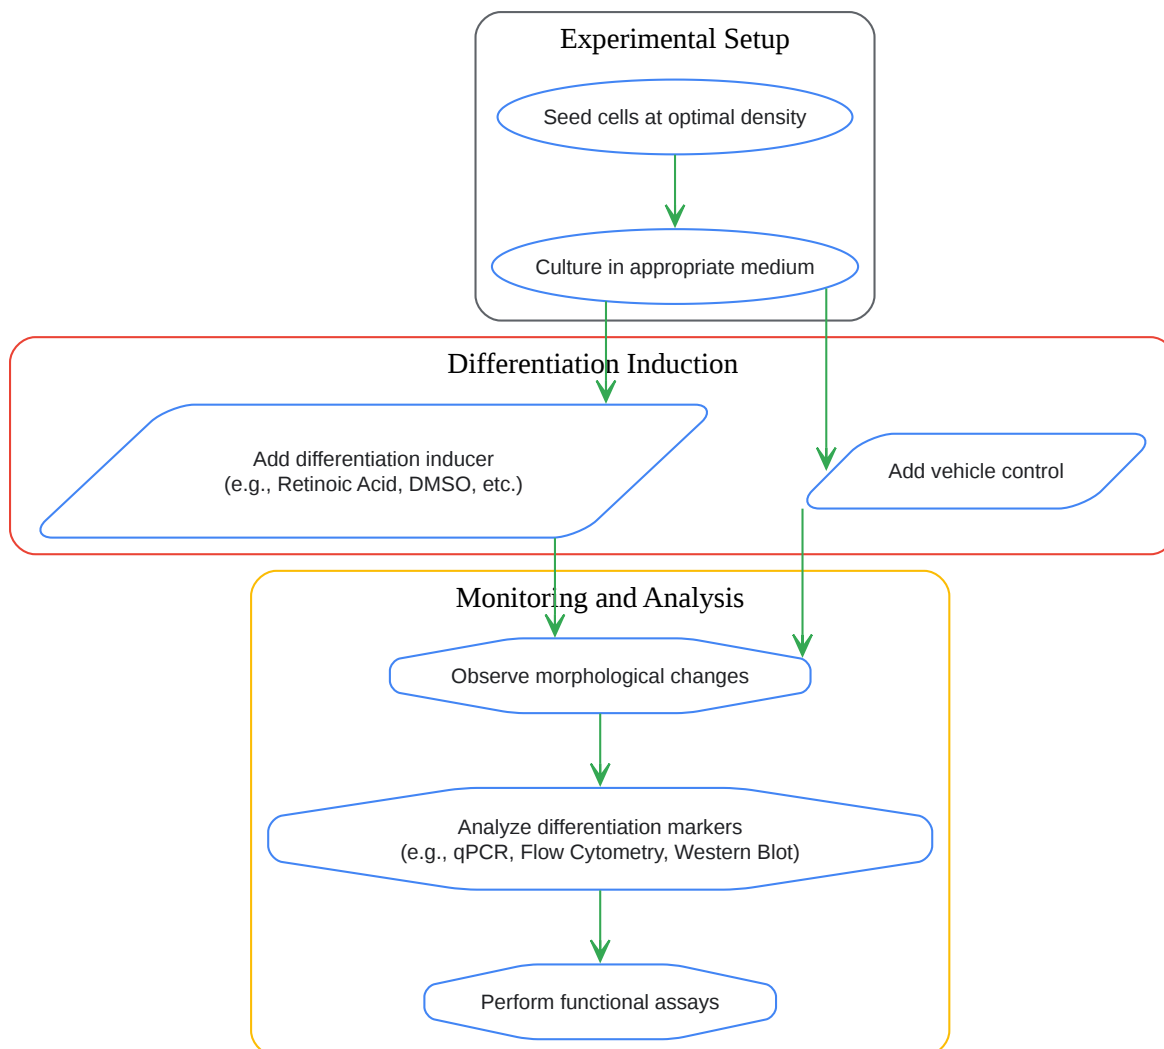 Experimental Setup
Seed cells at optimal density
Culture in appropriate medium
Differentiation Induction
Add differentiation inducer
(e.g., Retinoic Acid, DMSO, etc.)
Add vehicle control
Monitoring and Analysis
Observe morphological changes
Analyze differentiation markers
(e.g., qPCR, Flow Cytometry, Western Blot)
Perform functional assays